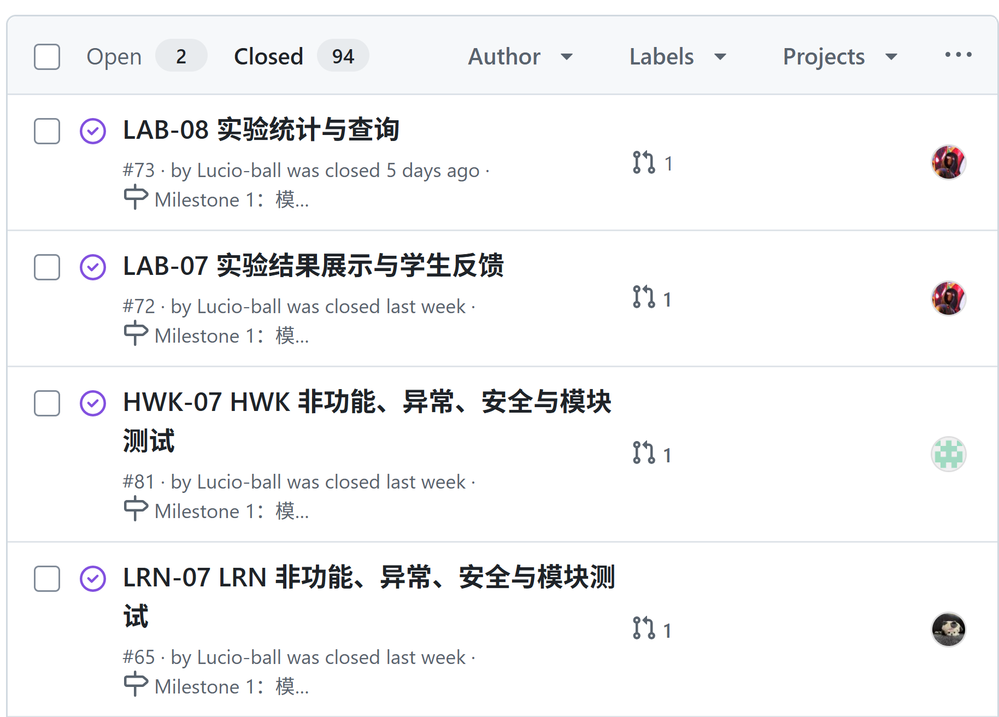 Open 2 Closed 94 Author Labels Projects
LAB-08 实验统计与查询
#73 · by Lucio-ball was closed 5 days ago ·
Milestone 1：模...
1
LAB-07 实验结果展示与学生反馈
#72 · by Lucio-ball was closed last week ·
Milestone 1：模...
1
HWK-07 HWK 非功能、异常、安全与模块
测试
#81 · by Lucio-ball was closed last week ·
Milestone 1：模...
1
LRN-07 LRN 非功能、异常、安全与模块测
试
#65 · by Lucio-ball was closed last week ·
Milestone 1：模...
1